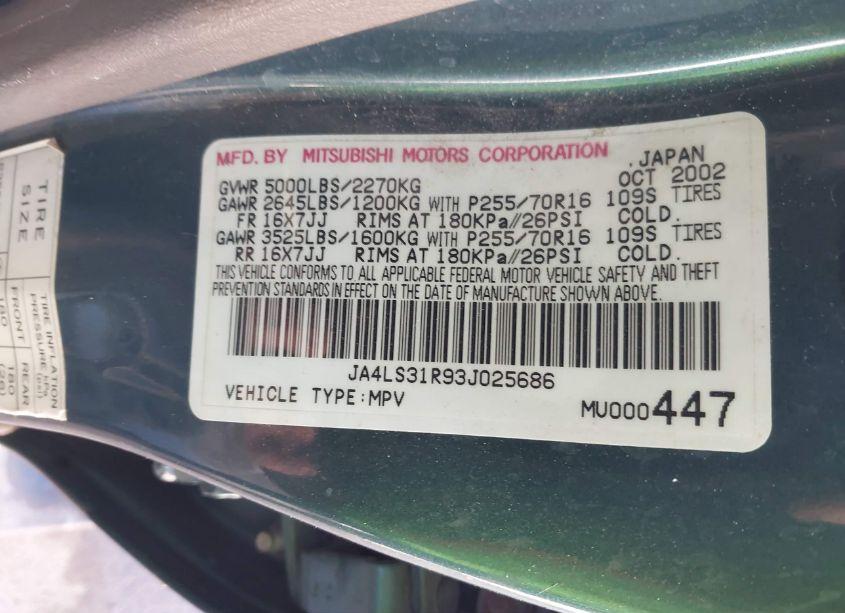 MFD. BY MITSUBISHI MOTORS CORPORATION .JAPAN
GVWR 5000LBS/2270KG OCT 2002
GAWR 2645LBS/1200KG WITH P255/70R16 109S TIRES
FR 16X7JJ RIMS AT 180KPa//26PSI COLD.
GAWR 3525LBS/1600KG WITH P255/70R16 109S TIRES
RR 16X7JJ RIMS AT 180KPa//26PSI COLD.
THIS VEHICLE CONFORMS TO ALL APPLICABLE FEDERAL MOTOR VEHICLE SAFETY AND THEFT
PREVENTION STANDARDS IN EFFECT ON THE DATE OF MANUFACTURE SHOWN ABOVE.
JA4LS31R93J025686
VEHICLE TYPE:MPV
MU000447
TIRE
SIZE
TIRE INFLATION
PRESSURE kPa
FRONT
REAR
180
180